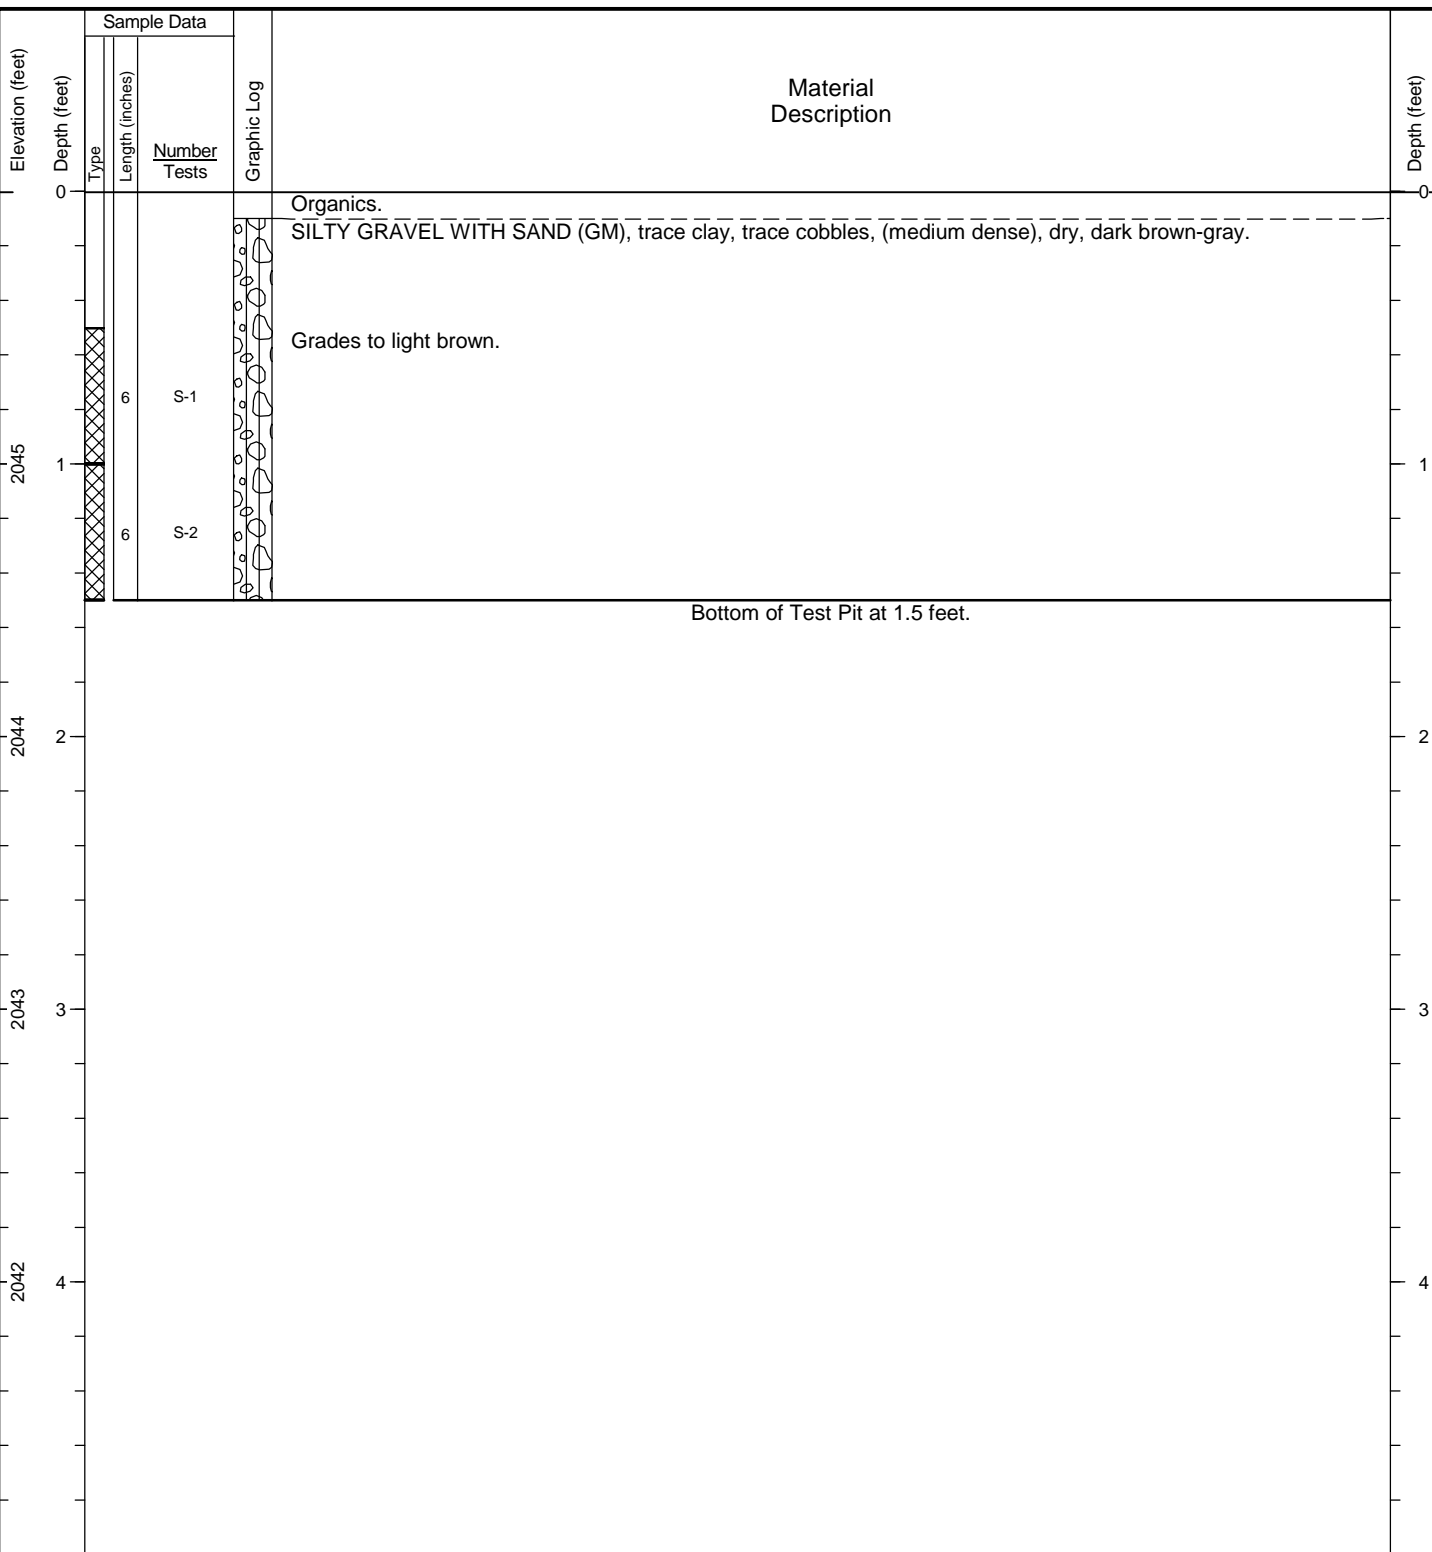 Sample Data
Elevation (feet)
Depth (feet)
Type
Length (inches)
Number
Tests
Graphic Log
Material
Description
Depth (feet)
0
0
Organics.
SILTY GRAVEL WITH SAND (GM), trace clay, trace cobbles, (medium dense), dry, dark brown-gray.
Grades to light brown.
6 S-1
2045 1 1
6 S-2
Bottom of Test Pit at 1.5 feet.
2044 2 2
2043 3 3
2042 4 4